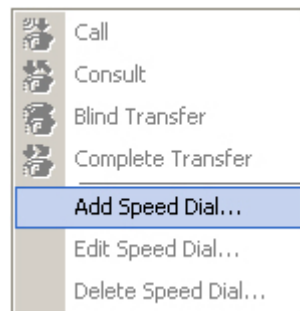 Call
Consult
Blind Transfer
Complete Transfer
Add Speed Dial...
Edit Speed Dial...
Delete Speed Dial...